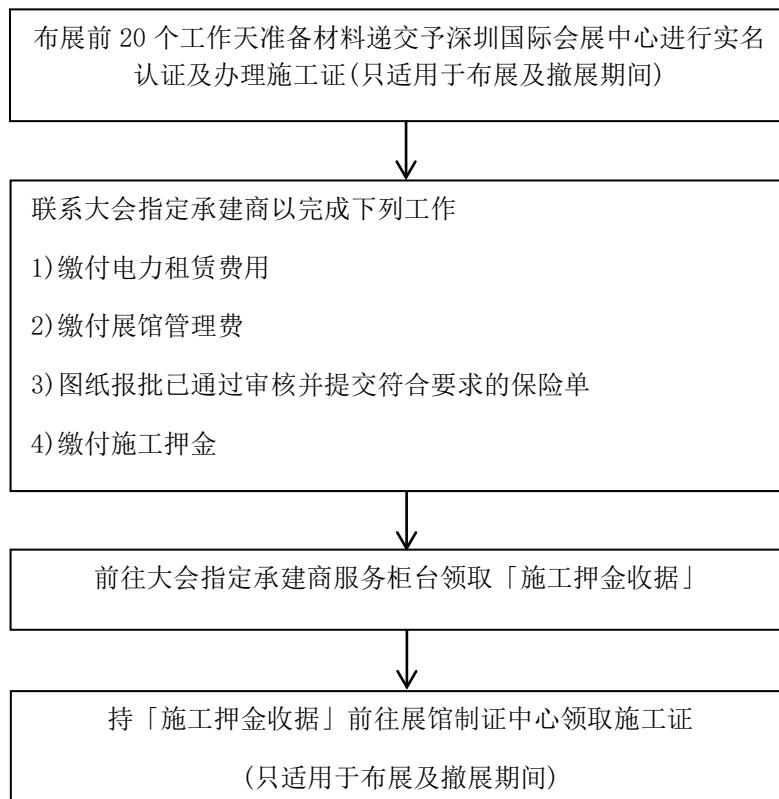 布展前 20 个工作天准备材料递交予深圳国际会展中心进行实名
认证及办理施工证(只适用于布展及撤展期间)
联系大会指定承建商以完成下列工作
1)缴付电力租赁费用
2)缴付展馆管理费
3)图纸报批已通过审核并提交符合要求的保险单
4)缴付施工押金
前往大会指定承建商服务柜台领取「施工押金收据」
持「施工押金收据」前往展馆制证中心领取施工证
(只适用于布展及撤展期间)